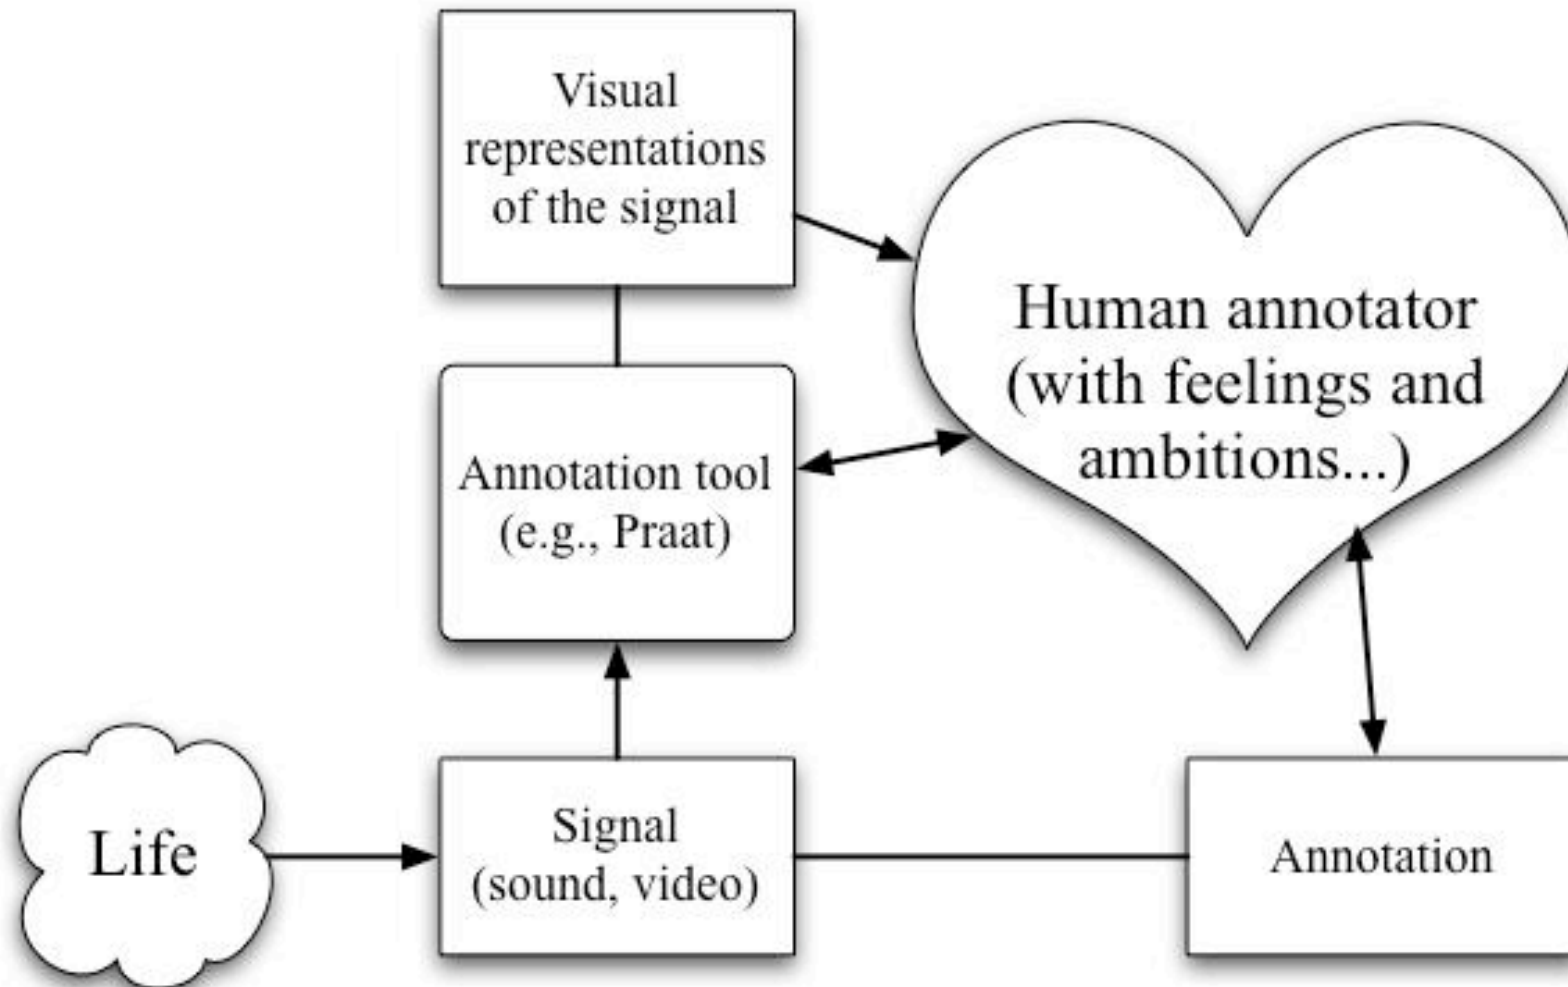 Visual
representations
of the signal
Human annotator
(with feelings and
ambitions...)
Annotation tool
(e.g., Praat)
Life
Signal
(sound, video)
Annotation